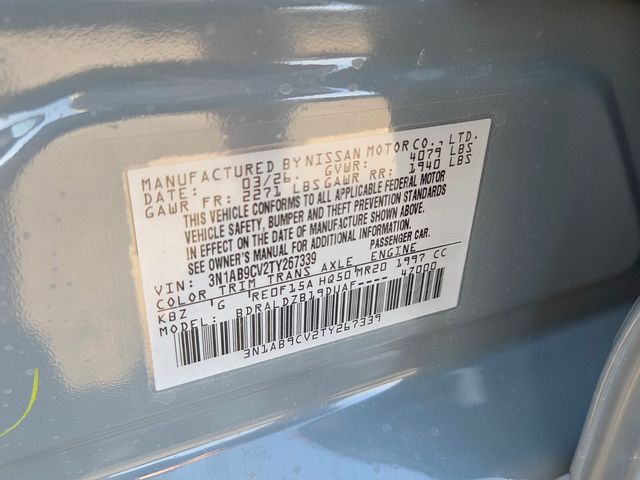 MANUFACTURED BY NISSAN MOTOR CO., LTD.
DATE: 03/26. GVWR: 4079 LBS
GAWR FR: 2271 LBS GAWR RR: 1940 LBS
THIS VEHICLE CONFORMS TO ALL APPLICABLE FEDERAL MOTOR
VEHICLE SAFETY, BUMPER AND THEFT PREVENTION STANDARDS
IN EFFECT ON THE DATE OF MANUFACTURE SHOWN ABOVE.
SEE OWNER'S MANUAL FOR ADDITIONAL INFORMATION.
VIN: 3N1AB9CV2TY267339 PASSENGER CAR.
COLOR TRIM TRANS AXLE ENGINE
KBZ G RE0F15A HQ50 MR20 1997 CC
MODEL: BDRALDZB19DUAF---- 4Z000
3N1AB9CV2TY267339